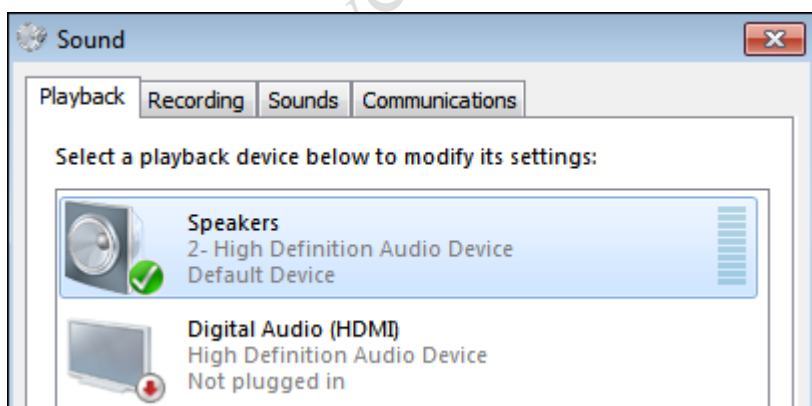 Sound
Playback Recording Sounds Communications
Select a playback device below to modify its settings:
Speakers
2- High Definition Audio Device
Default Device
Digital Audio (HDMI)
High Definition Audio Device
Not plugged in